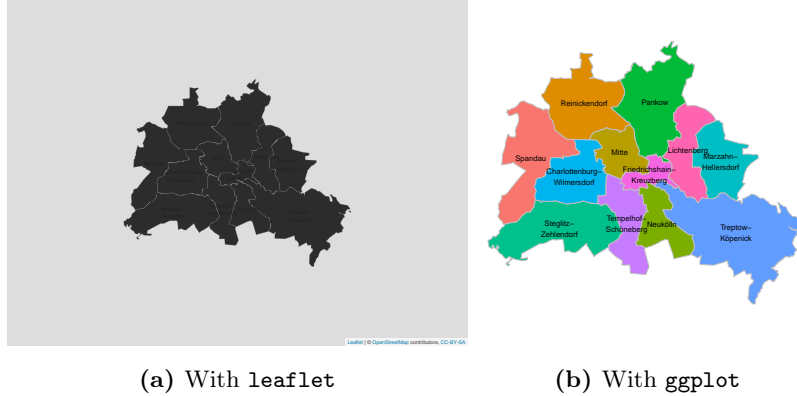 Leaflet | © OpenStreetMap contributors, CC-BY-SA
Reinickendorf
Pankow
Lichtenberg
Mitte
Spandau
Marzahn–
Hellersdorf
Charlottenburg–
Wilmersdorf
Friedrichshain–
Kreuzberg
Tempelhof–
Schöneberg
Steglitz–
Zehlendorf
Neukölln
Treptow–
Köpenick
(a) With leaflet
(b) With ggplot